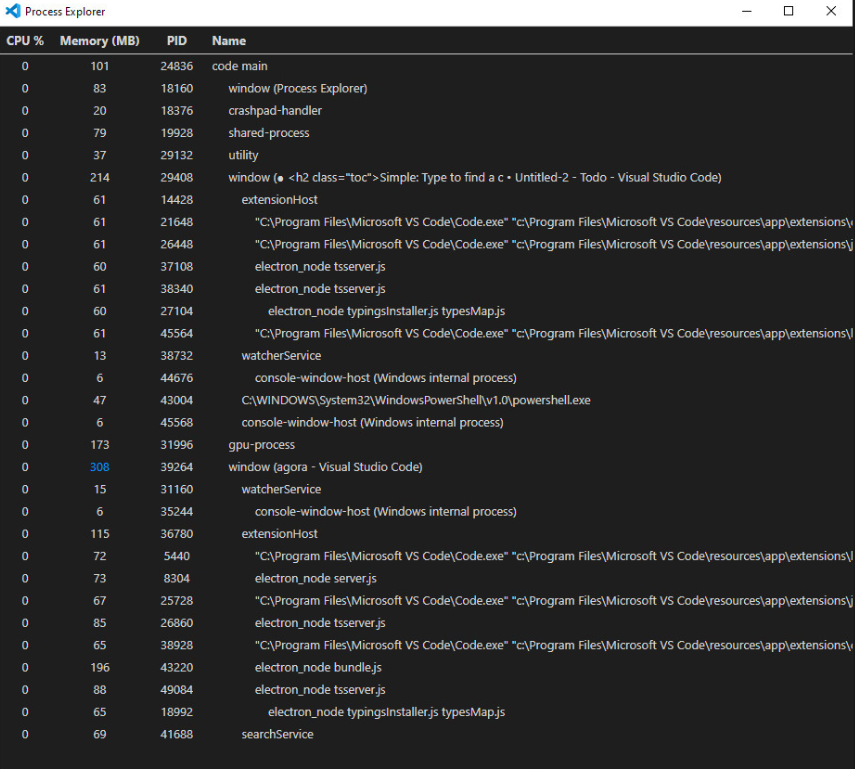 Process Explorer
CPU % Memory (MB) PID Name
0 101 24836 code main
0 83 18160 window (Process Explorer)
0 20 18376 crashpad-handler
0 79 19928 shared-process
0 37 29132 utility
0 214 29408 window (● <h2 class="toc">Simple: Type to find a c • Untitled-2 - Todo - Visual Studio Code)
0 61 14428 extensionHost
0 61 21648 "C:\Program Files\Microsoft VS Code\Code.exe" "c:\Program Files\Microsoft VS Code\resources\app\extensions\
0 61 26448 "C:\Program Files\Microsoft VS Code\Code.exe" "c:\Program Files\Microsoft VS Code\resources\app\extensions\j
0 60 37108 electron_node tsserver.js
0 61 38340 electron_node tsserver.js
0 60 27104 electron_node typingsInstaller.js typesMap.js
0 61 45564 "C:\Program Files\Microsoft VS Code\Code.exe" "c:\Program Files\Microsoft VS Code\resources\app\extensions\
0 13 38732 watcherService
0 6 44676 console-window-host (Windows internal process)
0 47 43004 C:\WINDOWS\System32\WindowsPowerShell\v1.0\powershell.exe
0 6 45568 console-window-host (Windows internal process)
0 173 31996 gpu-process
0 308 39264 window (agora - Visual Studio Code)
0 15 31160 watcherService
0 6 35244 console-window-host (Windows internal process)
0 115 36780 extensionHost
0 72 5440 "C:\Program Files\Microsoft VS Code\Code.exe" "c:\Program Files\Microsoft VS Code\resources\app\extensions\
0 73 8304 electron_node server.js
0 67 25728 "C:\Program Files\Microsoft VS Code\Code.exe" "c:\Program Files\Microsoft VS Code\resources\app\extensions\j
0 85 26860 electron_node tsserver.js
0 65 38928 "C:\Program Files\Microsoft VS Code\Code.exe" "c:\Program Files\Microsoft VS Code\resources\app\extensions\
0 196 43220 electron_node bundle.js
0 88 49084 electron_node tsserver.js
0 65 18992 electron_node typingsInstaller.js typesMap.js
0 69 41688 searchService